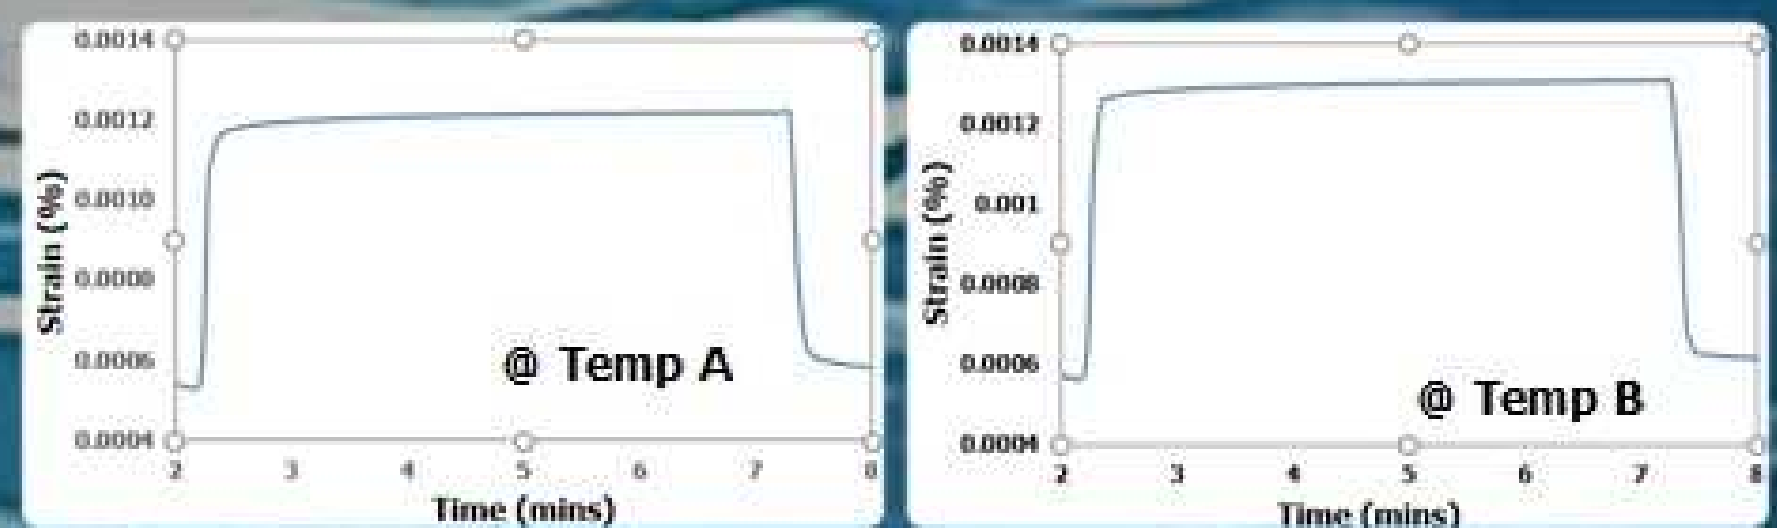 0.0014
0.0012
0.0010
0.0008
0.0006
0.0004
Strain (%)
@ Temp A
2 3 4 5 6 7 8
Time (mins)
0.0014
0.0012
0.001
0.0008
0.0006
0.0004
Strain (%)
@ Temp B
2 3 4 5 6 7 8
Time (mins)